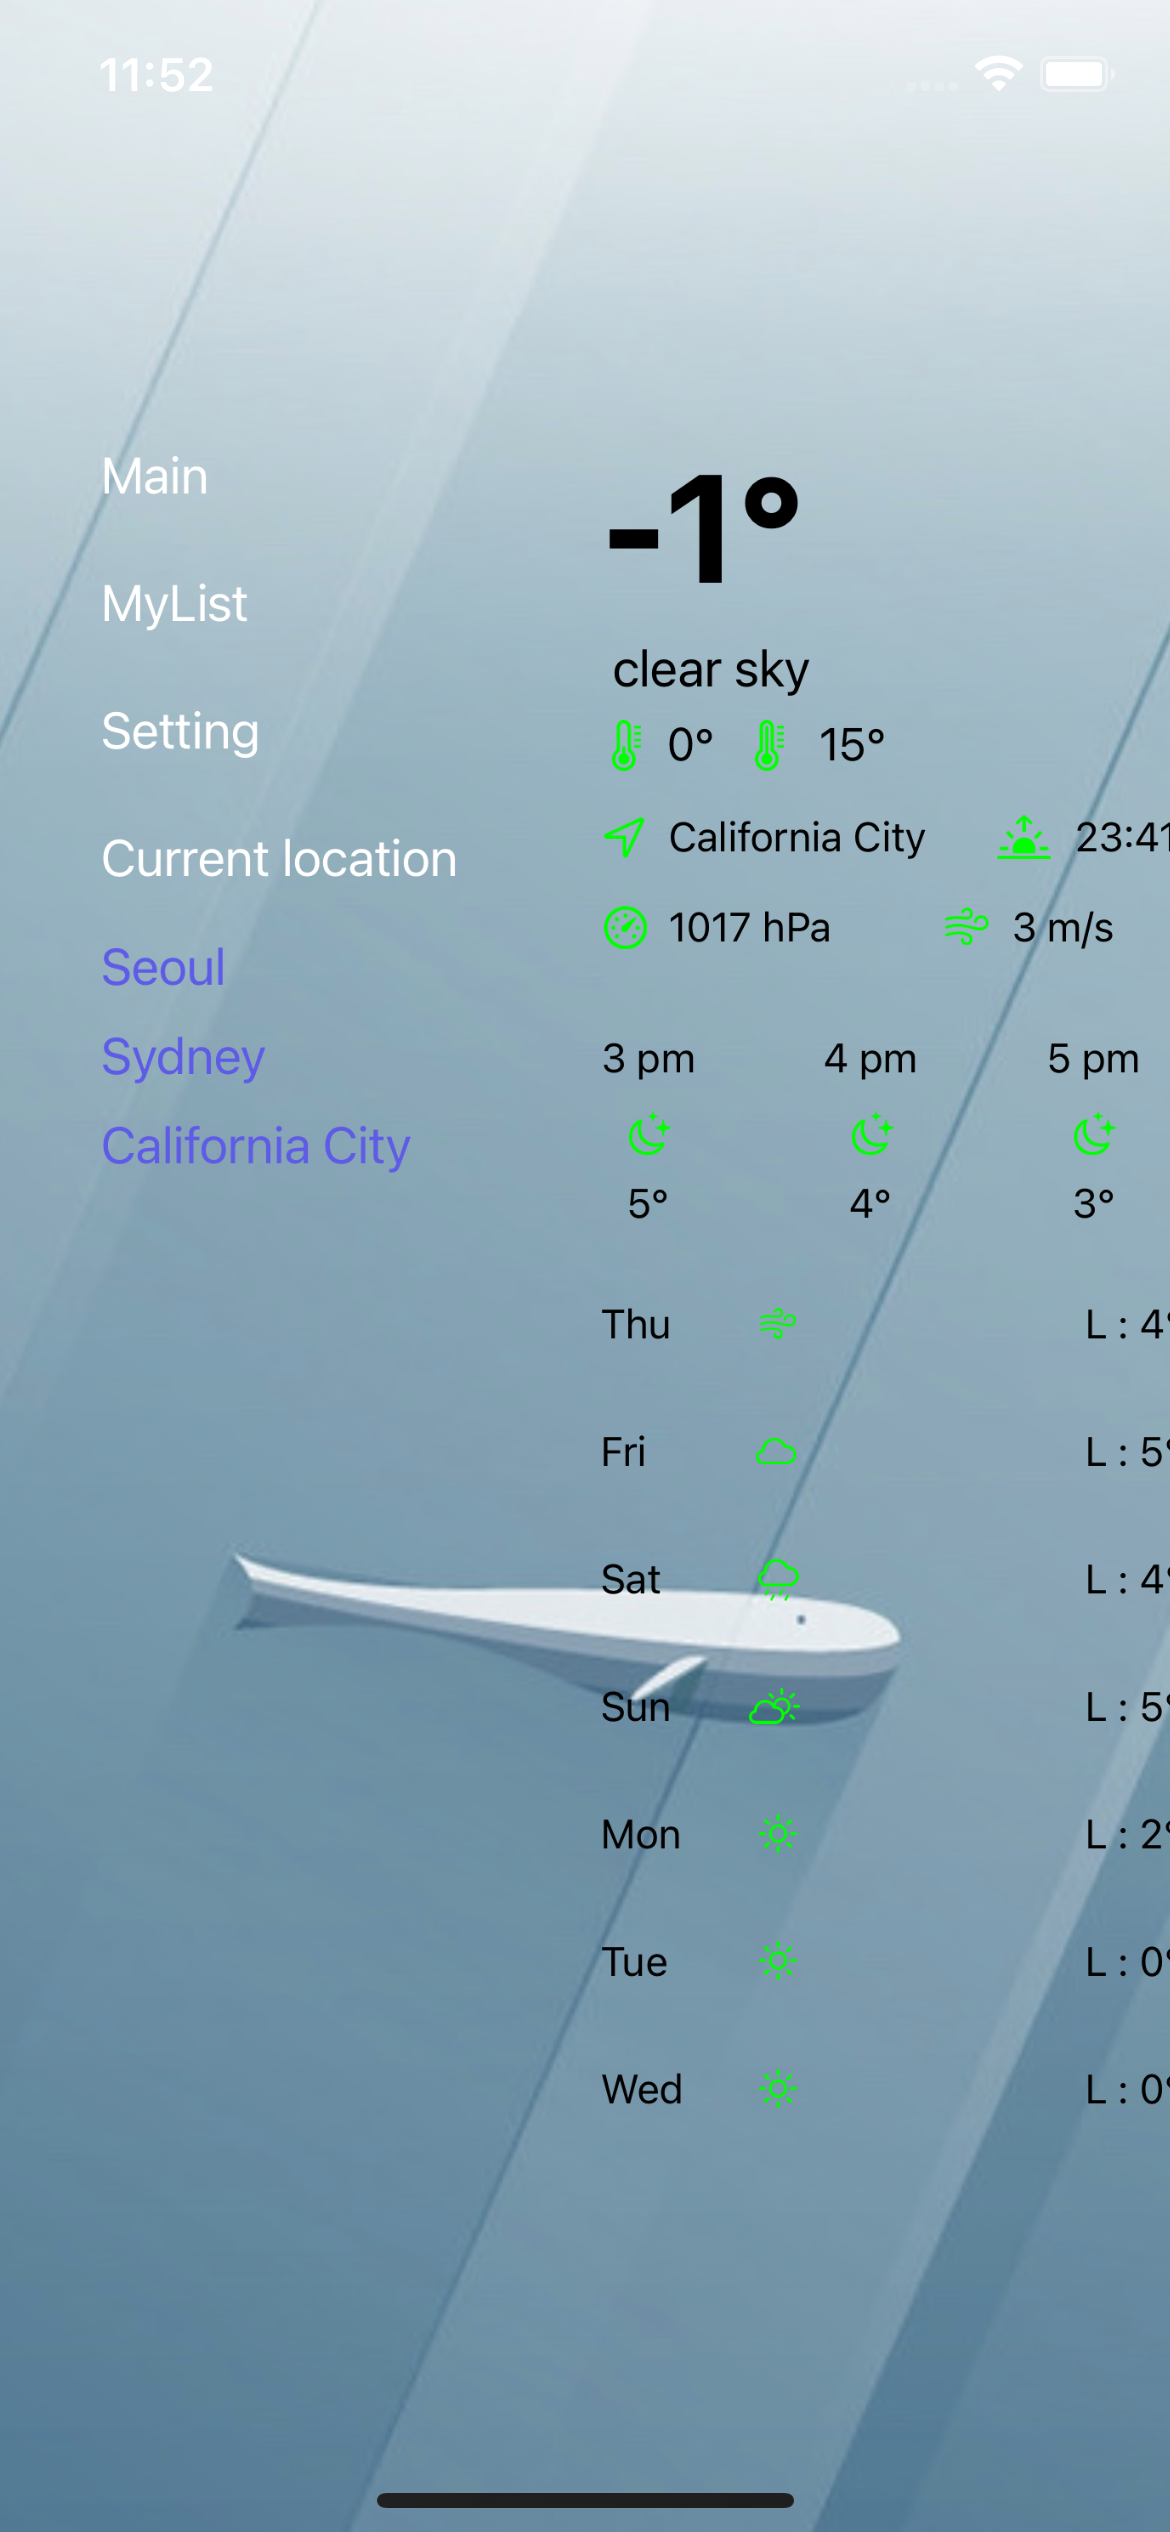 11:52
Main
MyList
Setting
Current location
Seoul
Sydney
California City
-1°
clear sky
0° 15°
California City 23:41
1017 hPa 3 m/s
3 pm 4 pm 5 pm
5° 4° 3°
Thu L : 4°
Fri L : 5°
Sat L : 4°
Sun L : 5°
Mon L : 2°
Tue L : 0°
Wed L : 0°